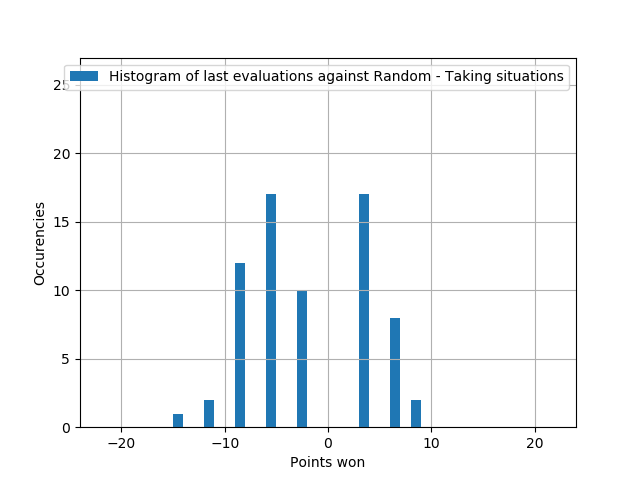 Histogram of last evaluations against Random - Taking situations
25
20
15
10
5
0
Occurencies
−20 −10 0 10 20
Points won